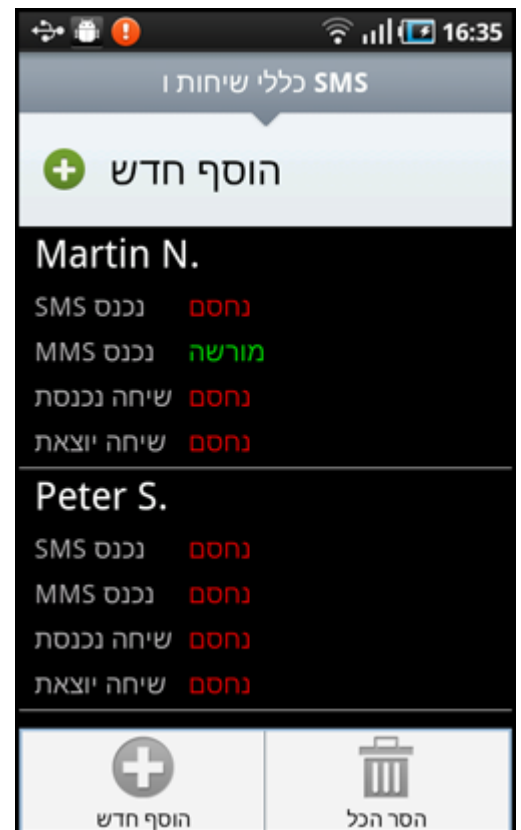 16:35
כללי שיחות ו SMS
הוסף חדש
Martin N.
SMS נכנס נחסם
MMS נכנס מורשה
שיחה נכנסת נחסם
שיחה יוצאת נחסם
Peter S.
SMS נכנס נחסם
MMS נכנס נחסם
שיחה נכנסת נחסם
שיחה יוצאת נחסם
הוסף חדש
הסר הכל